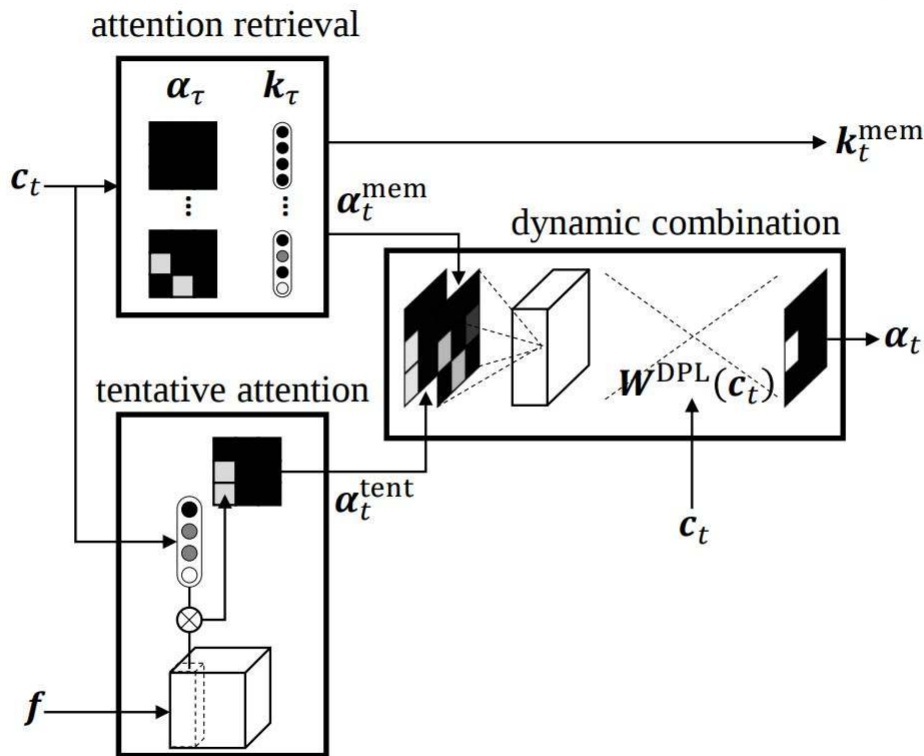 attention retrieval
α_τ k_τ
k_t^mem
c_t
α_t^mem
dynamic combination
α_t
W^DPL(c_t)
tentative attention
α_t^tent
c_t
f